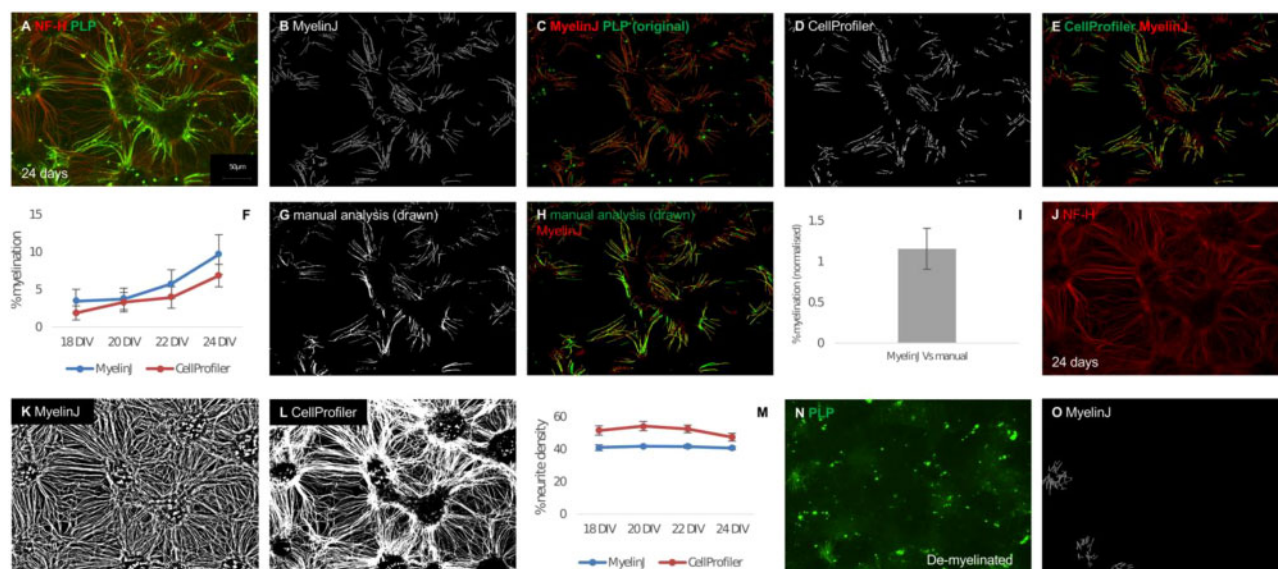 A NF-H PLP
24 days
50µm
B MyelinJ
C MyelinJ PLP (original)
D CellProfiler
E CellProfiler MyelinJ
F
%myelination
15
10
5
0
18 DIV 20 DIV 22 DIV 24 DIV
MyelinJ CellProfiler
G manual analysis (drawn)
H manual analysis (drawn)
MyelinJ
I
%myelination (normalised)
1.5
1
0.5
0
MyelinJ Vs manual
J NF-H
24 days
K MyelinJ
L CellProfiler
M
% neurite density
60
40
20
0
18 DIV 20 DIV 22 DIV 24 DIV
MyelinJ CellProfiler
N PLP
De-myelinated
O MyelinJ